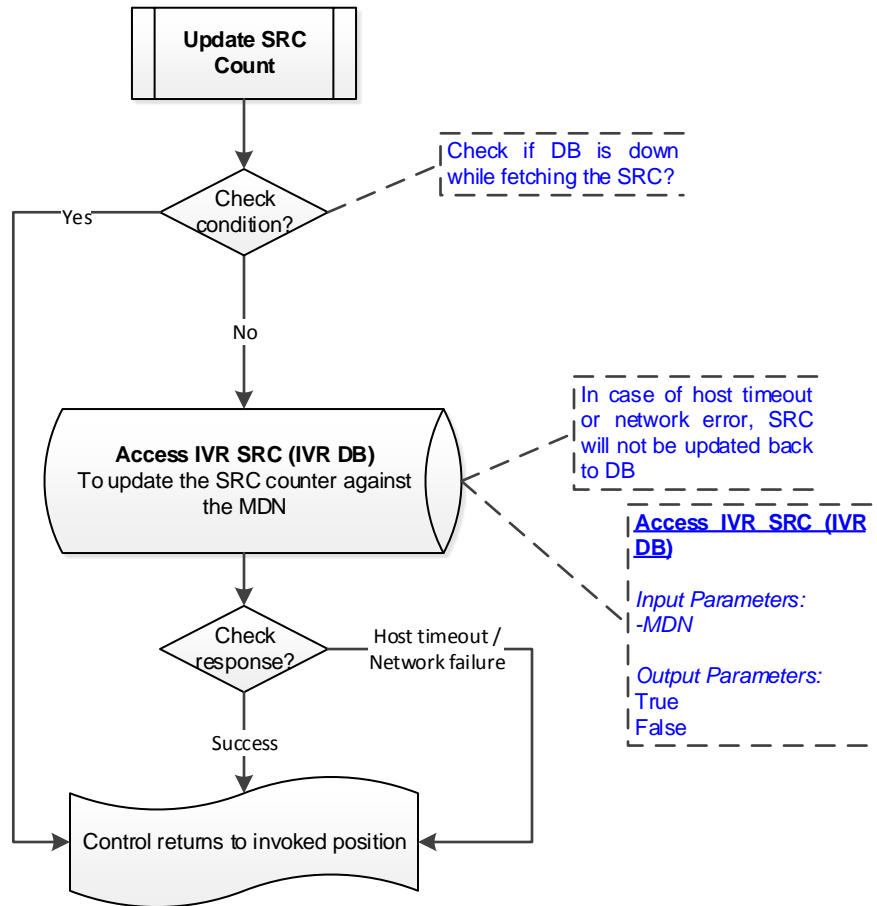 Update SRC
Count
Check if DB is down
while fetching the SRC?
Check
condition?
Yes
No
In case of host timeout
or network error, SRC
will not be updated back
to DB
Access IVR SRC (IVR DB)
To update the SRC counter against
the MDN
Access IVR SRC (IVR
DB)
Input Parameters:
-MDN
Output Parameters:
True
False
Check
response?
Host timeout /
Network failure
Success
Control returns to invoked position